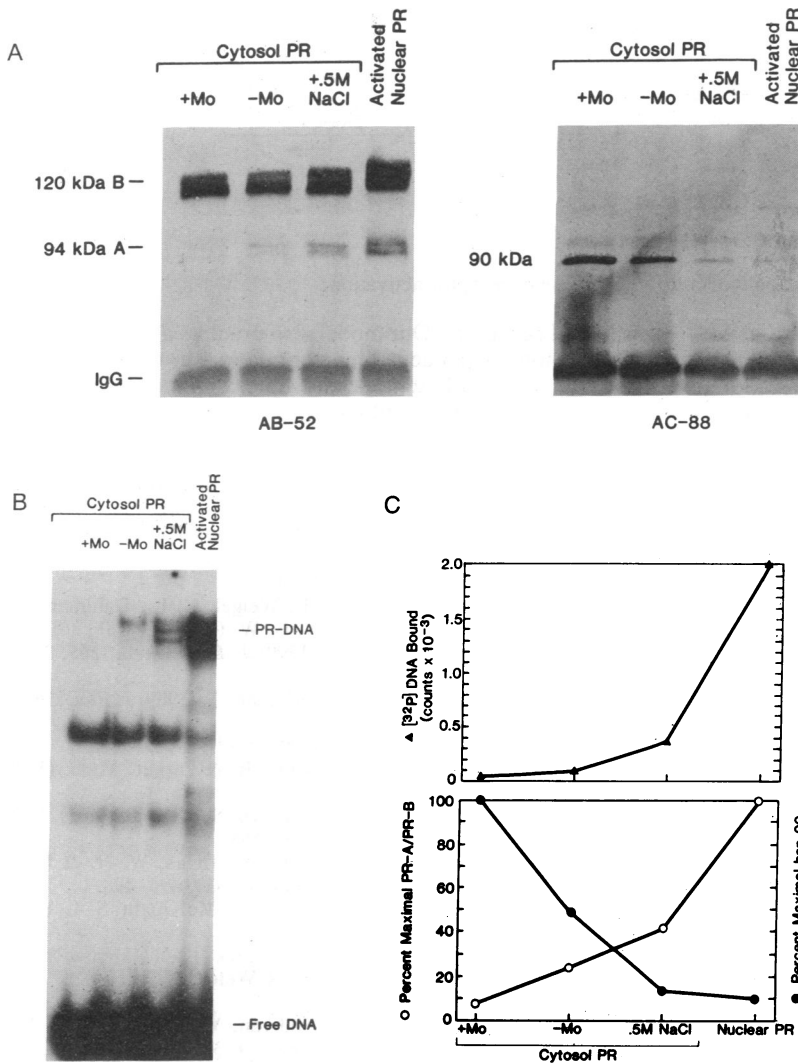 A
Cytosol PR
+Mo
−Mo
+.5M
NaCl
Activated
Nuclear PR
120 kDa B
94 kDa A
IgG
AB-52
Cytosol PR
+Mo
−Mo
+.5M
NaCl
Activated
Nuclear PR
90 kDa
AC-88
B
Cytosol PR
+Mo
−Mo
+.5M
NaCl
Activated
Nuclear PR
PR-DNA
Free DNA
C
▲ [32P] DNA Bound
(counts x 10⁻³)
2.0
1.5
1.0
0.5
0
○ Percent Maximal PR-A/PR-B
100
80
60
40
20
0
● Percent Maximal
+Mo
−Mo
.5M NaCl
Nuclear PR
Cytosol PR